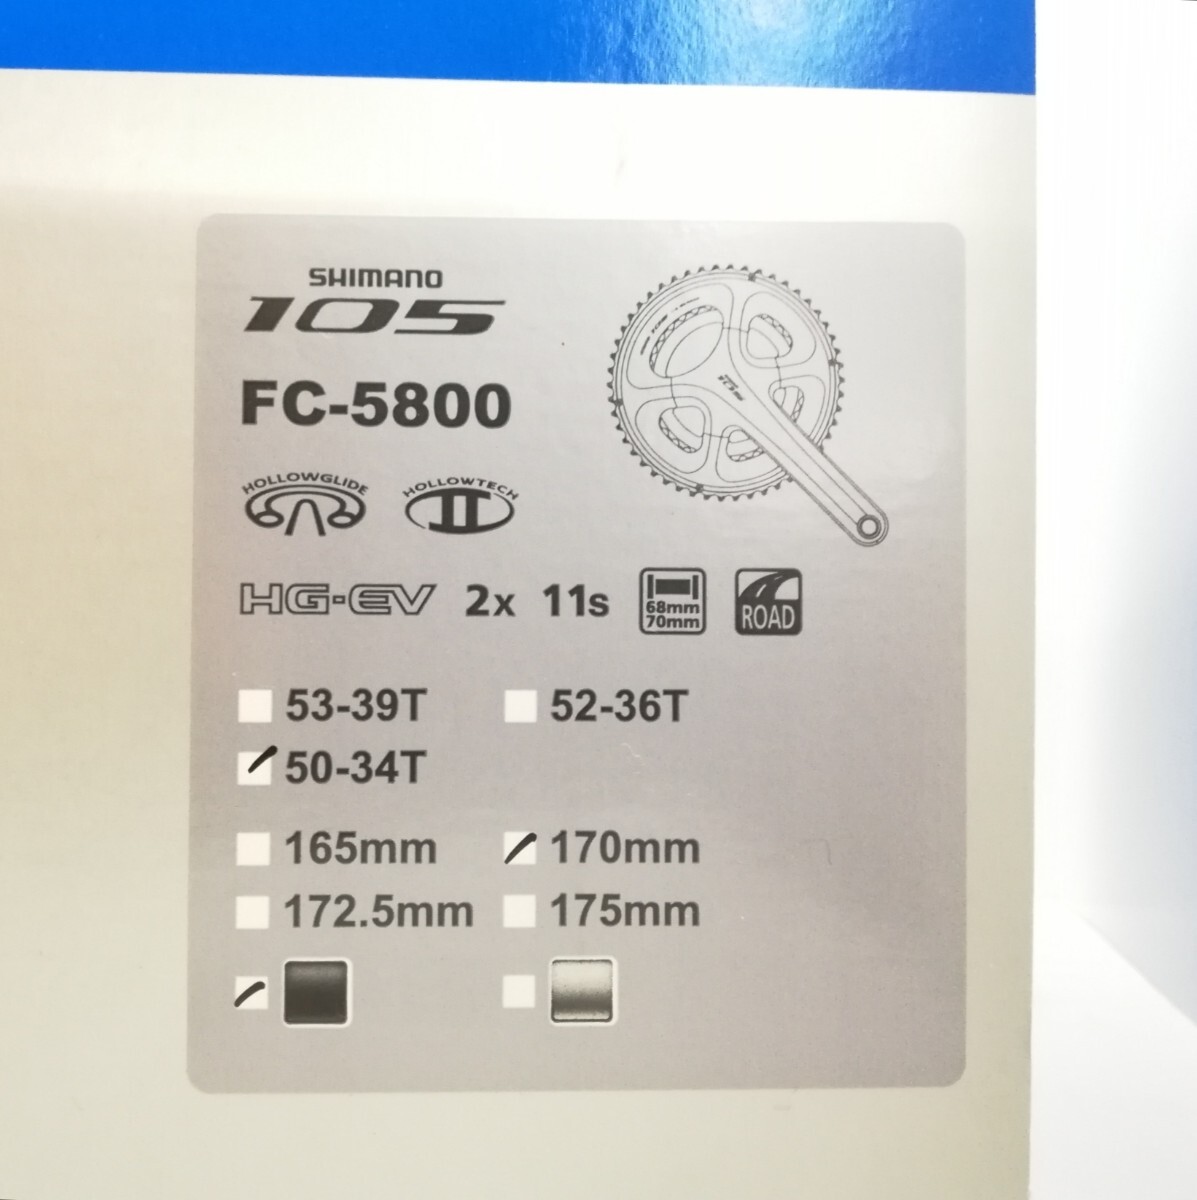 SHIMANO
105
FC-5800
HOLLOWGLIDE
HOLLOWTECH
II
HG-EV 2x 11s
68mm
70mm
ROAD
53-39T 52-36T
50-34T
165mm 170mm
172.5mm 175mm
105